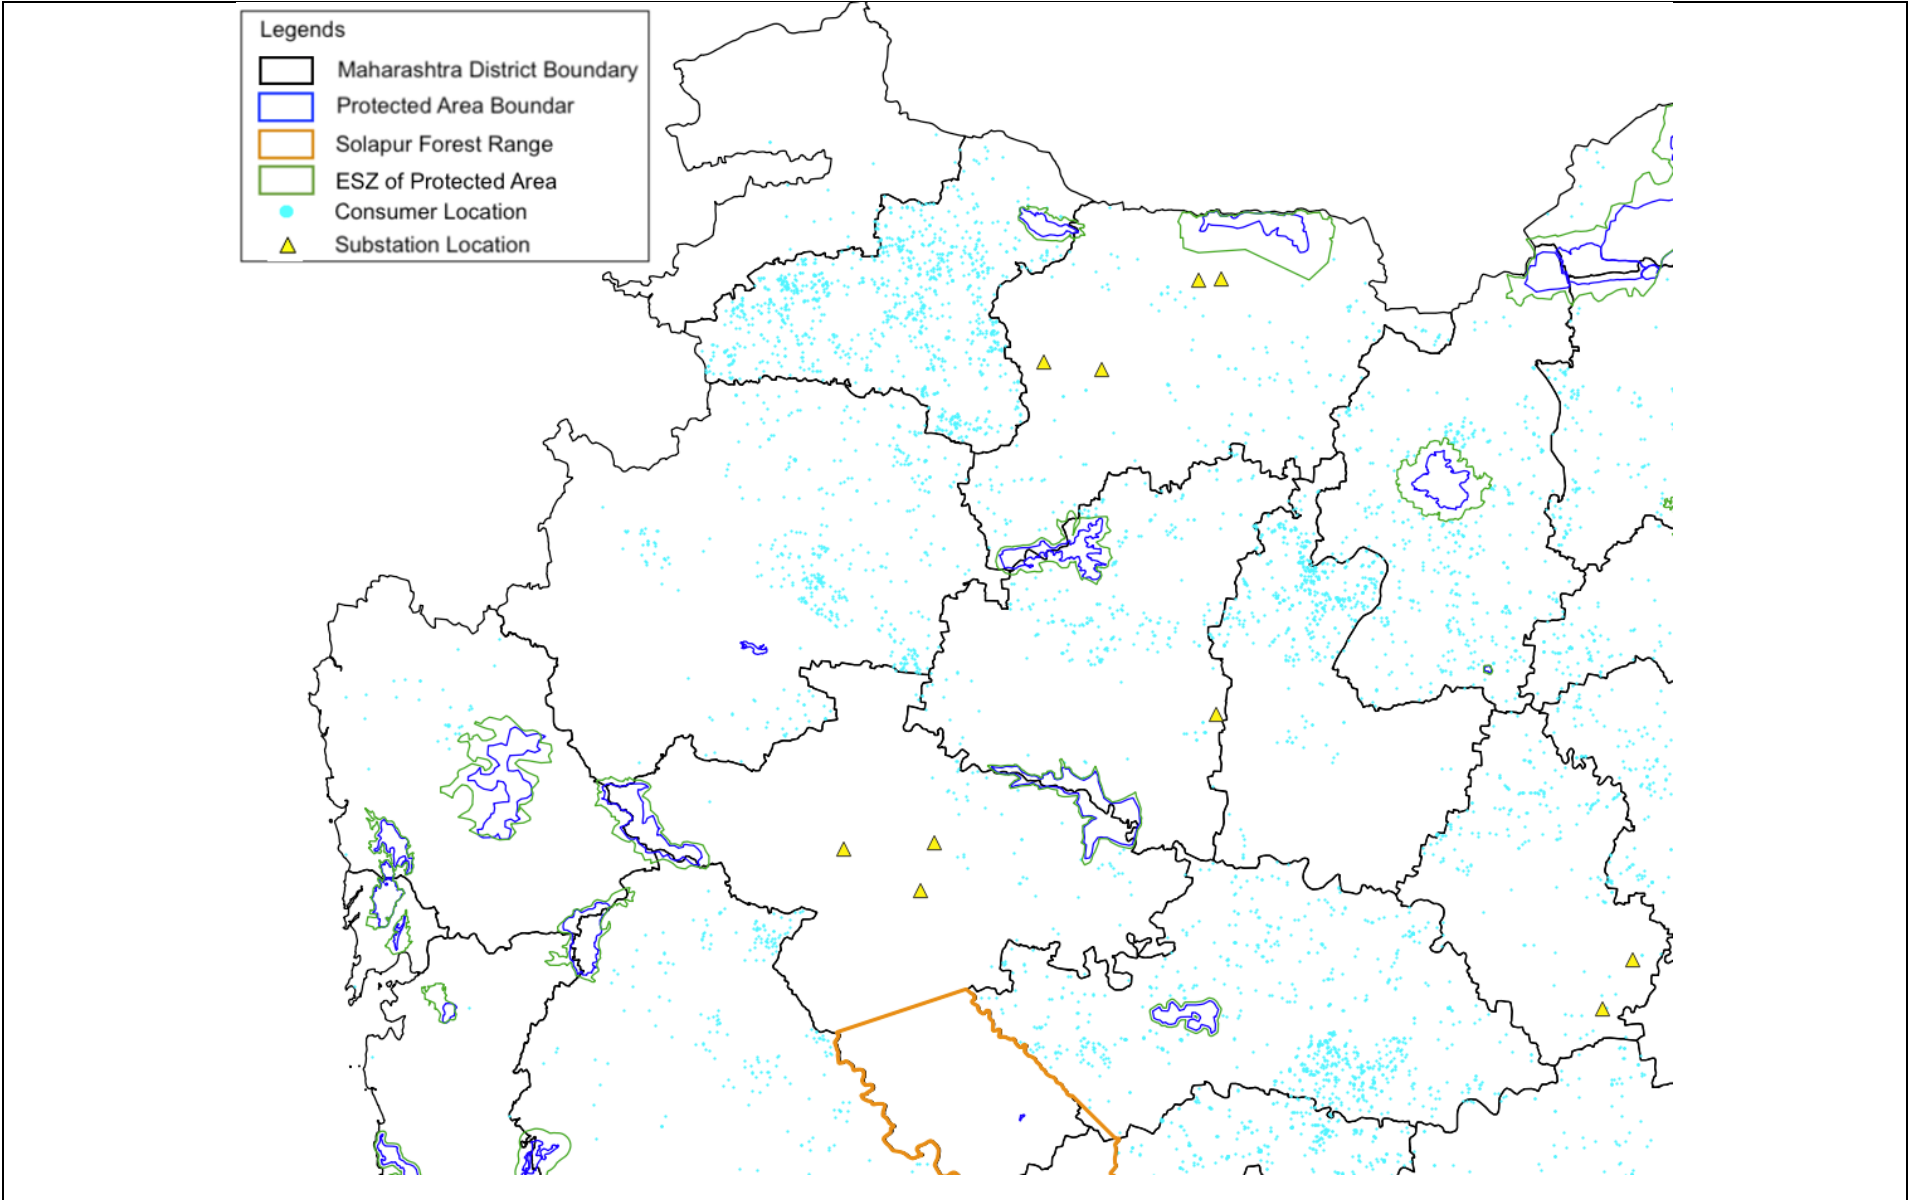 Legends
Maharashtra District Boundary
Protected Area Boundar
Solapur Forest Range
ESZ of Protected Area
Consumer Location
Substation Location